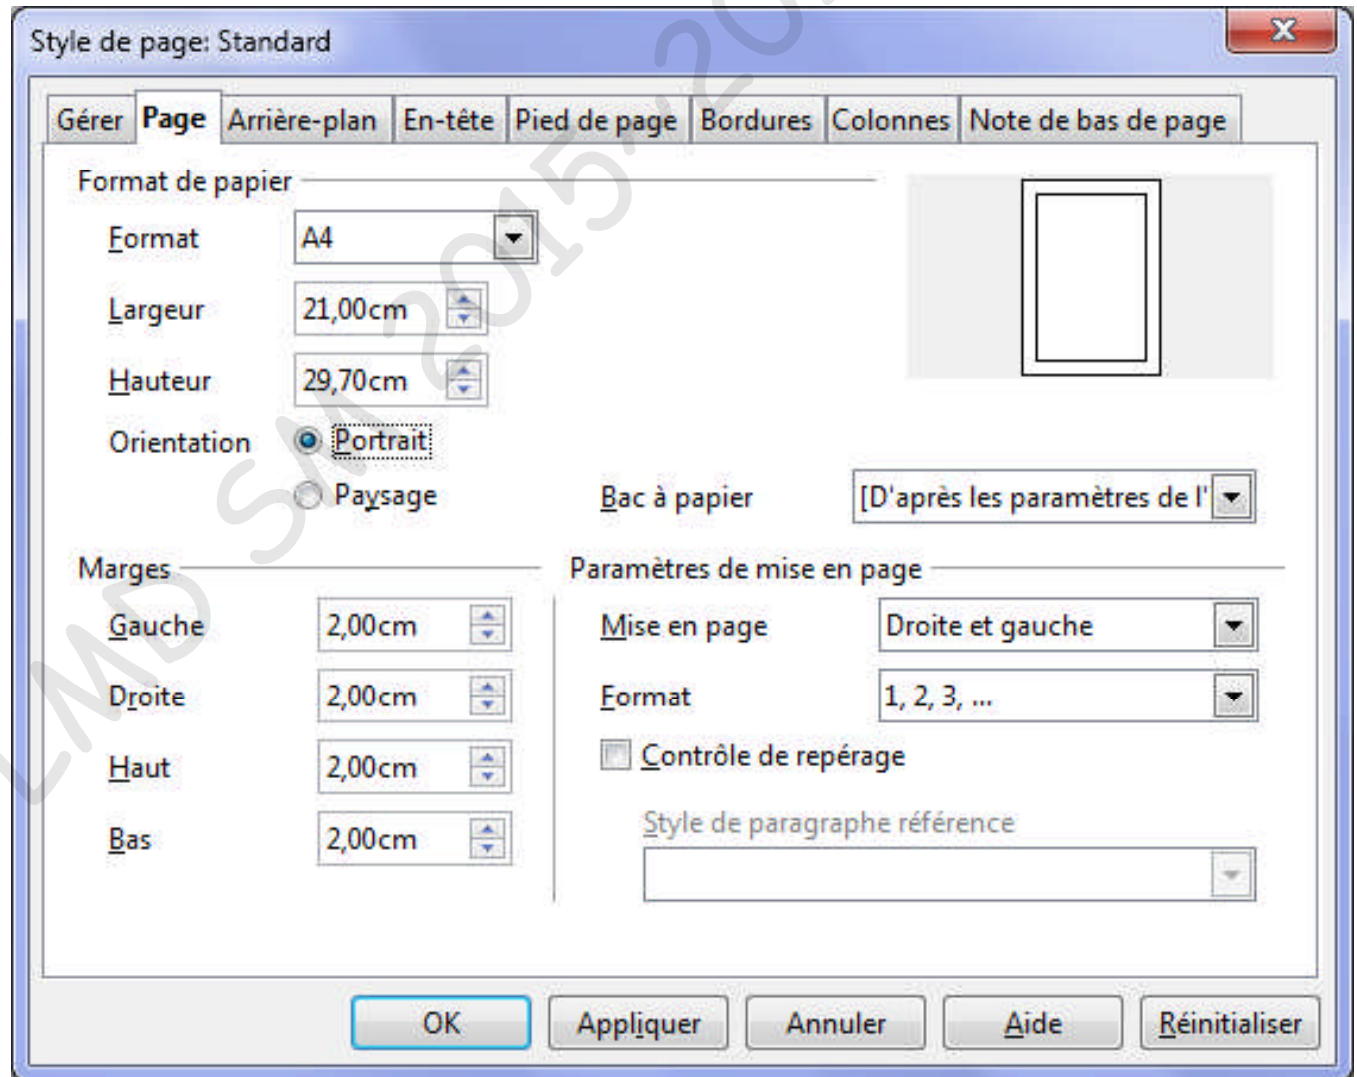 Style de page: Standard
Gérer Page Arrière-plan En-tête Pied de page Bordures Colonnes Note de bas de page
Format de papier
Format A4
Largeur 21,00cm
Hauteur 29,70cm
Orientation Portrait
Paysage Bac à papier [D'après les paramètres de l'
Marges Paramètres de mise en page
Gauche 2,00cm Mise en page Droite et gauche
Droite 2,00cm Format 1, 2, 3, ...
Haut 2,00cm Contrôle de repérage
Style de paragraphe référence
Bas 2,00cm
OK Appliquer Annuler Aide Réinitialiser
LMD SM 2015-20